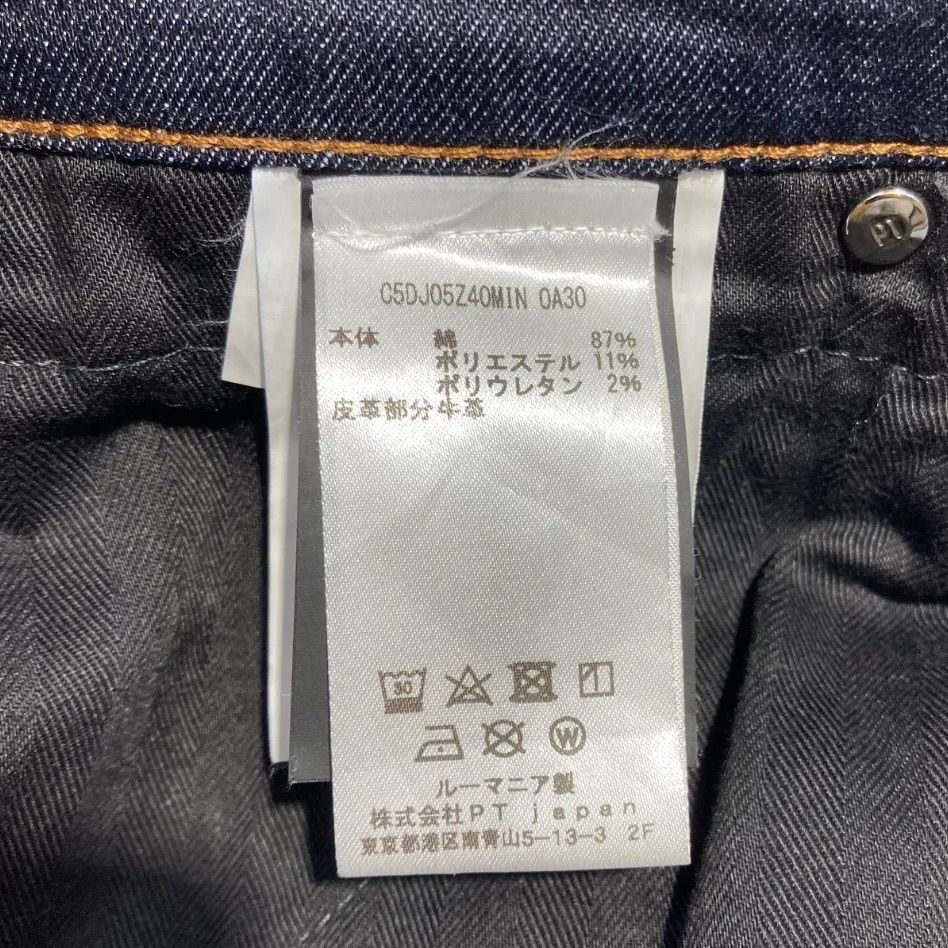 C5DJ05Z40MIN 0A30
本体 綿 87%
ポリエステル 11%
ポリウレタン 2%
皮革部分牛革
30
W
ルーマニア製
株式会社PT japan
東京都港区南青山5-13-3 2F